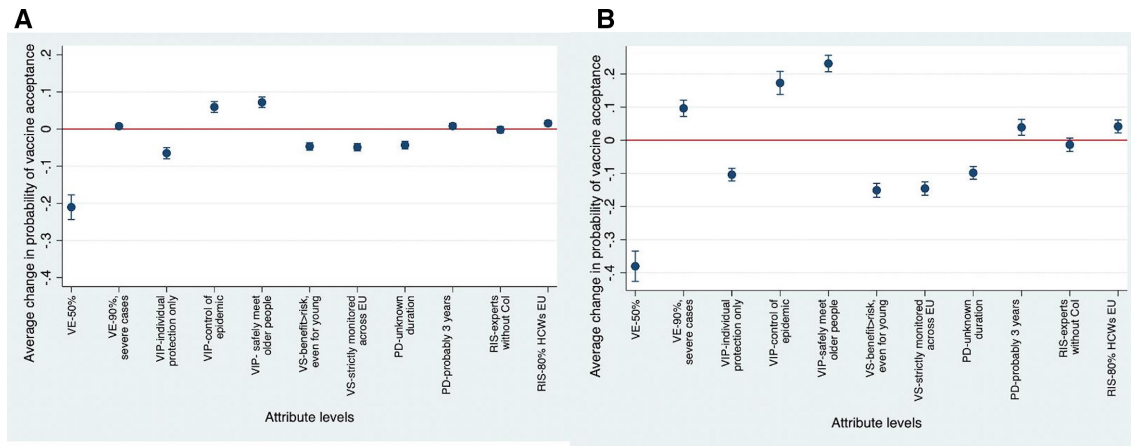 A
Average change in probability of vaccine acceptance
.2
.1
0
-.1
-.2
-.3
-.4
VE-50%
VE-90%,
severe cases
VIP-individual
protection only
VIP-control of
epidemic
VIP- safely meet
older people
VS-benefit>risk,
even for young
VS-strictly monitored
across EU
PD-unknown
duration
PD-probably 3 years
RIS-experts
without CoI
RIS-80% HCWs EU
Attribute levels
B
Average change in probability of vaccine acceptance
.2
.1
0
-.1
-.2
-.3
-.4
VE-50%
VE-90%,
severe cases
VIP-individual
protection only
VIP-control of
epidemic
VIP-safely meet
older people
VS-benefit>risk,
even for young
VS-strictly monitored
across EU
PD-unknown
duration
PD-probably 3 years
RIS-experts
without CoI
RIS-80% HCWs EU
Attribute levels